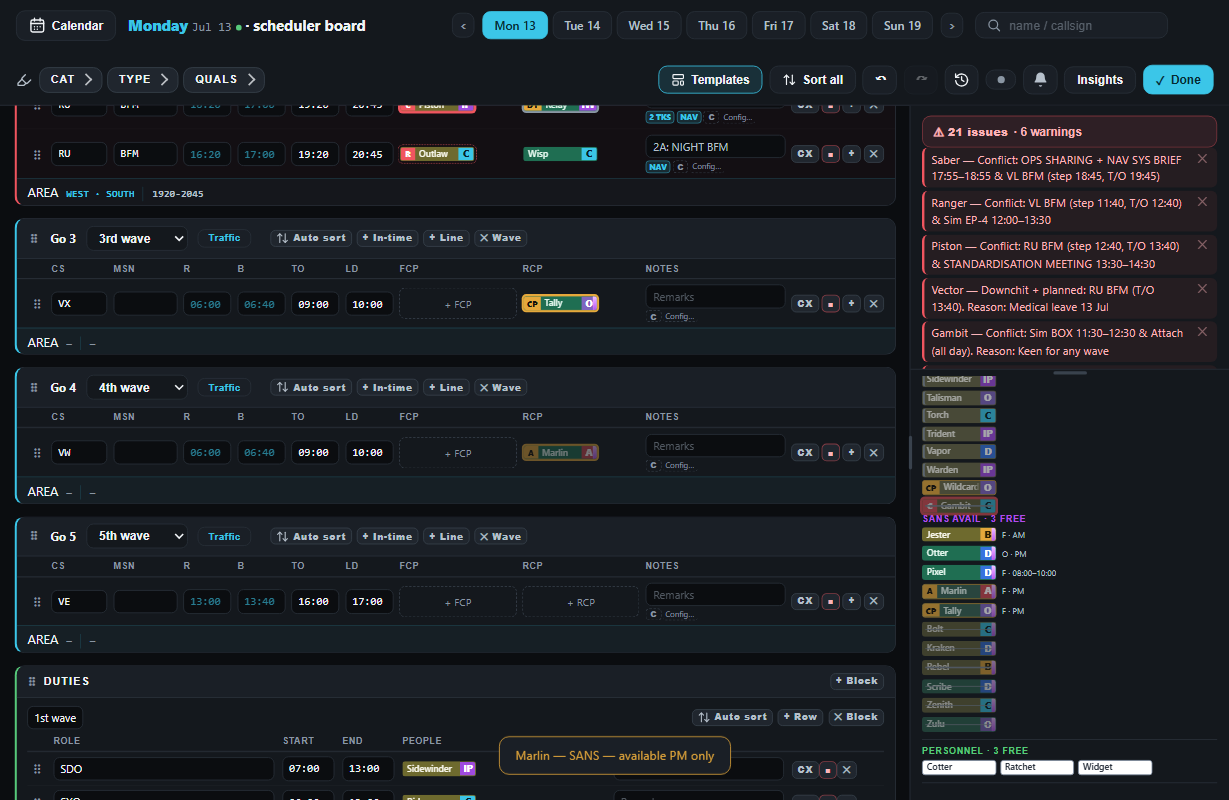 Calendar
Monday Jul 13 · scheduler board
‹ Mon 13 Tue 14 Wed 15 Thu 16 Fri 17 Sat 18 Sun 19 ›
name / callsign
CAT TYPE QUALS
Templates Sort all Insights ✓ Done
2 TKS NAV C Config...
RU BFM 16:20 17:00 19:20 20:45 R Outlaw C Wisp C 2A: NIGHT BFM CX + ×
NAV C Config...
AREA WEST · SOUTH 1920-2045
Go 3 3rd wave Traffic Auto sort + In-time + Line × Wave
CS MSN R B TO LD FCP RCP NOTES
VX 06:00 06:40 09:00 10:00 + FCP CP Tally O Remarks CX + ×
C Config...
AREA – –
Go 4 4th wave Traffic Auto sort + In-time + Line × Wave
CS MSN R B TO LD FCP RCP NOTES
VW 06:00 06:40 09:00 10:00 + FCP A Marlin A Remarks CX + ×
C Config...
AREA – –
Go 5 5th wave Traffic Auto sort + In-time + Line × Wave
CS MSN R B TO LD FCP RCP NOTES
VE 13:00 13:40 16:00 17:00 + FCP + RCP Remarks CX + ×
C Config...
AREA – –
DUTIES + Block
1st wave Auto sort + Row × Block
ROLE START END PEOPLE
SDO 07:00 13:00 Sidewinder IP CX + ×
Marlin — SANS — available PM only
⚠ 21 issues · 6 warnings
Saber — Conflict: OPS SHARING + NAV SYS BRIEF
17:55–18:55 & VL BFM (step 18:45, T/O 19:45)
Ranger — Conflict: VL BFM (step 11:40, T/O 12:40)
& Sim EP-4 12:00–13:30
Piston — Conflict: RU BFM (step 12:40, T/O 13:40)
& STANDARDISATION MEETING 13:30–14:30
Vector — Downchit + planned: RU BFM (T/O
13:40). Reason: Medical leave 13 Jul
Gambit — Conflict: Sim BOX 11:30–12:30 & Attach
(all day). Reason: Keen for any wave
Sidewinder IP
Talisman O
Torch C
Trident IP
Vapor D
Warden IP
CP Wildcard O
C Gambit C
SANS AVAIL · 3 FREE
Jester B F · AM
Otter D O · PM
Pixel D F · 08:00–10:00
A Marlin A F · PM
CP Tally O F · PM
Bolt C
Kraken D
Rebel B
Scribe D
Zenith C
Zulu O
PERSONNEL · 3 FREE
Cotter Ratchet Widget